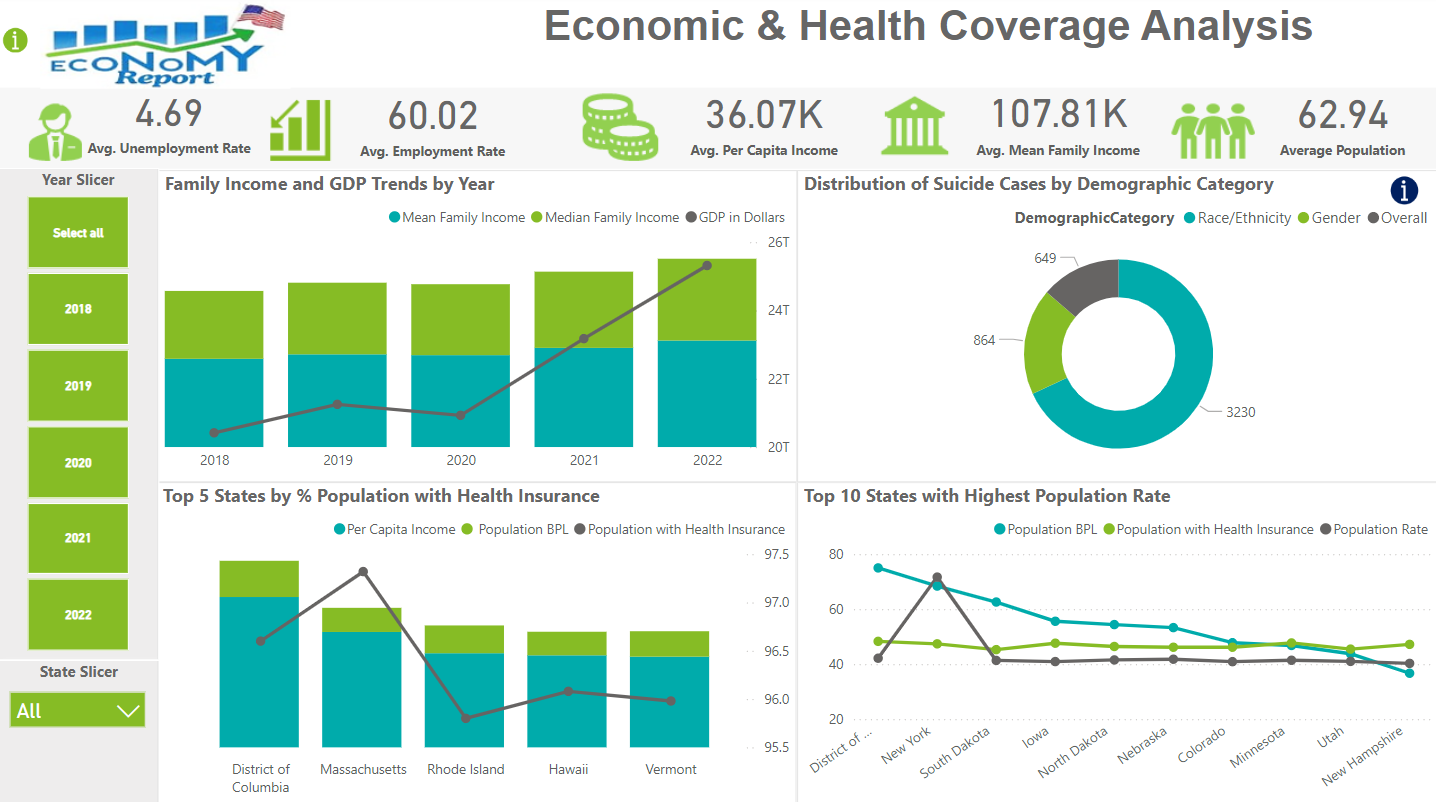 Economic & Health Coverage Analysis
i
ECONOMY
Report
4.69
Avg. Unemployment Rate
60.02
Avg. Employment Rate
36.07K
Avg. Per Capita Income
107.81K
Avg. Mean Family Income
62.94
Average Population
Year Slicer
Select all
2018
2019
2020
2021
2022
State Slicer
All
Family Income and GDP Trends by Year
Mean Family Income Median Family Income GDP in Dollars
26T
24T
22T
20T
2018 2019 2020 2021 2022
Distribution of Suicide Cases by Demographic Category
i
DemographicCategory Race/Ethnicity Gender Overall
649
864
3230
Top 5 States by % Population with Health Insurance
Per Capita Income Population BPL Population with Health Insurance
97.5
97.0
96.5
96.0
95.5
District of Columbia Massachusetts Rhode Island Hawaii Vermont
Top 10 States with Highest Population Rate
Population BPL Population with Health Insurance Population Rate
80
60
40
20
District of ... New York South Dakota Iowa North Dakota Nebraska Colorado Minnesota Utah New Hampshire